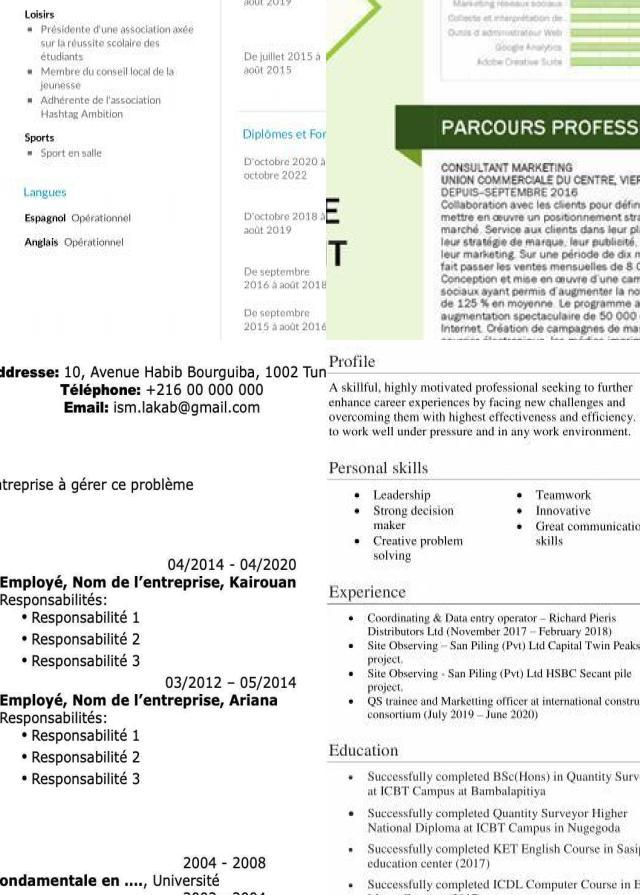 août 2019
Loisirs
Présidente d'une association axée
sur la réussite scolaire des
étudiants
Membre du conseil local de la
jeunesse
Adhérente de l'association
Hashtag Ambition
Sports
Sport en salle
Langues
Espagnol Opérationnel
Anglais Opérationnel
De juillet 2015 à
août 2015
Diplômes et For
D'octobre 2020 à
octobre 2022
D'octobre 2018 à
août 2019
De septembre
2016 à août 2018
De septembre
2015 à août 2016
E
T
Marketing réseaux sociaux
Collecte et interprétation de
Outils d'administrateur Web
Google Analytics
Adobe Creative Suite
PARCOURS PROFESS
CONSULTANT MARKETING
UNION COMMERCIALE DU CENTRE, VIER
DEPUIS–SEPTEMBRE 2016
Collaboration avec les clients pour défin
mettre en œuvre un positionnement stra
marché. Service aux clients dans leur pl
leur stratégie de marque, leur publicité,
leur marketing. Sur une période de dix m
fait passer les ventes mensuelles de 8 0
Conception et mise en œuvre d'une cam
sociaux ayant permis d'augmenter la no
de 125 % en moyenne. Le programme a
augmentation spectaculaire de 50 000
Internet. Création de campagnes de ma
ddresse: 10, Avenue Habib Bourguiba, 1002 Tun
Téléphone: +216 00 000 000
Email: ism.lakab@gmail.com
ntreprise à gérer ce problème
04/2014 - 04/2020
Employé, Nom de l'entreprise, Kairouan
Responsabilités:
• Responsabilité 1
• Responsabilité 2
• Responsabilité 3
03/2012 – 05/2014
Employé, Nom de l'entreprise, Ariana
Responsabilités:
• Responsabilité 1
• Responsabilité 2
• Responsabilité 3
2004 - 2008
ondamentale en ...., Université
Profile
A skillful, highly motivated professional seeking to further
enhance career experiences by facing new challenges and
overcoming them with highest effectiveness and efficiency.
to work well under pressure and in any work environment.
Personal skills
• Leadership
• Strong decision
maker
• Creative problem
solving
• Teamwork
• Innovative
• Great communicatio
skills
Experience
• Coordinating & Data entry operator – Richard Pieris
Distributors Ltd (November 2017 – February 2018)
• Site Observing – San Piling (Pvt) Ltd Capital Twin Peaks
project.
• Site Observing - San Piling (Pvt) Ltd HSBC Secant pile
project.
• QS trainee and Marketting officer at international constru
consortium (July 2019 – June 2020)
Education
• Successfully completed BSc(Hons) in Quantity Surv
at ICBT Campus at Bambalapitiya
• Successfully completed Quantity Surveyor Higher
National Diploma at ICBT Campus in Nugegoda
• Successfully completed KET English Course in Sasip
education center (2017)
• Successfully completed ICDL Computer Course in E